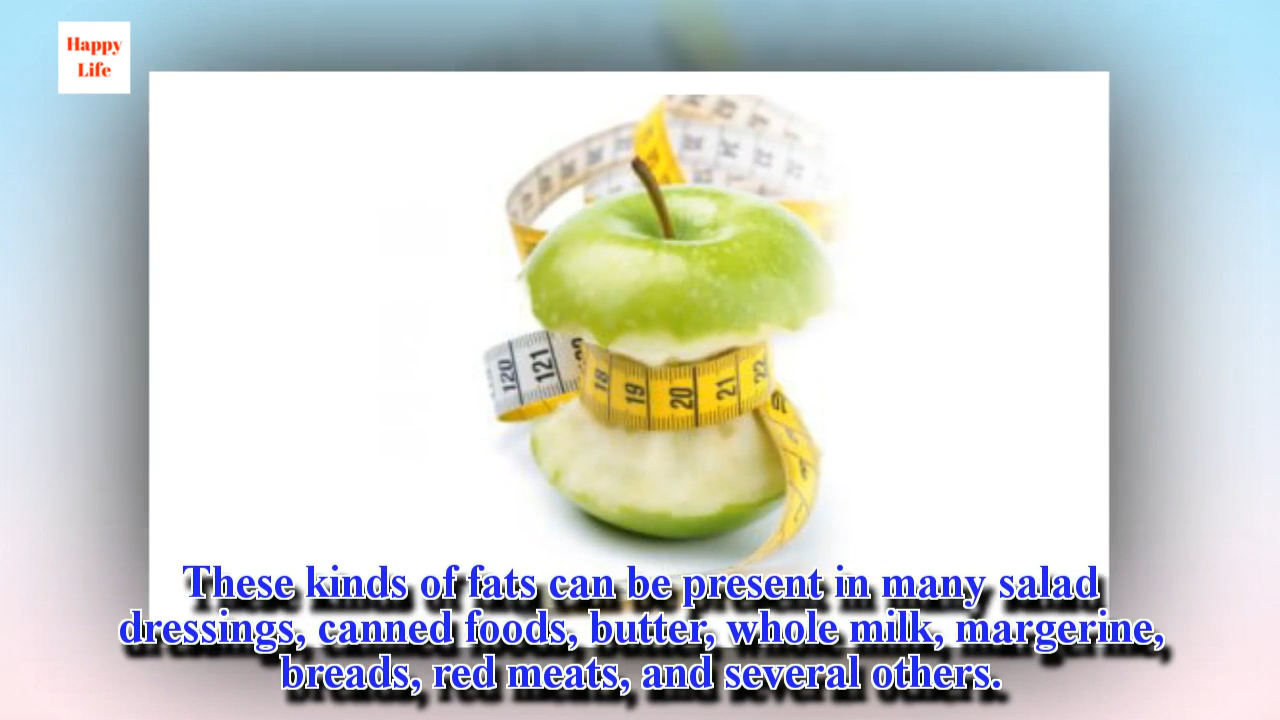 Happy
Life
120
121
18
19
20
21
These kinds of fats can be present in many salad
dressings, canned foods, butter, whole milk, margerine,
breads, red meats, and several others.